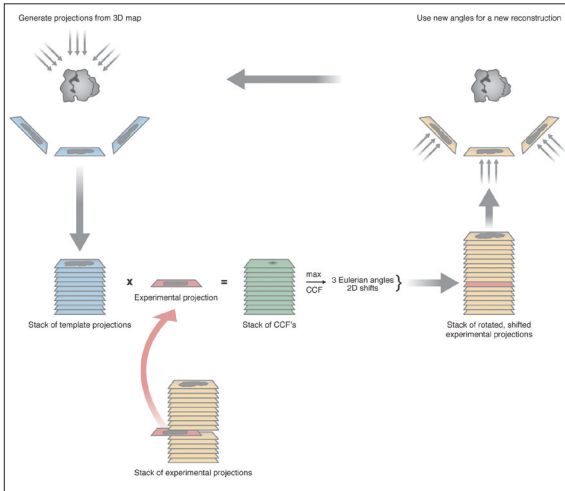 Generate projections from 3D map
Use new angles for a new reconstruction
Stack of template projections
x
Experimental projection
=
Stack of CCF's
max
CCF
3 Eulerian angles
2D shifts
}
Stack of rotated, shifted
experimental projections
Stack of experimental projections